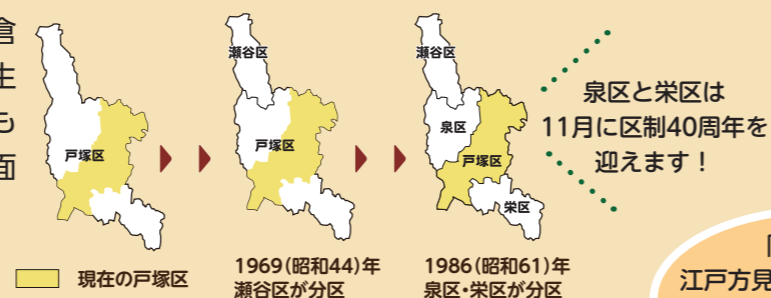 倉
生
も
面
戸塚区
瀬谷区
戸塚区
瀬谷区
泉区
戸塚区
栄区
泉区と栄区は
11月に区制40周年を
迎えます！
現在の戸塚区
1969(昭和44)年
瀬谷区が分区
1986(昭和61)年
泉区・栄区が分区
江戸方見